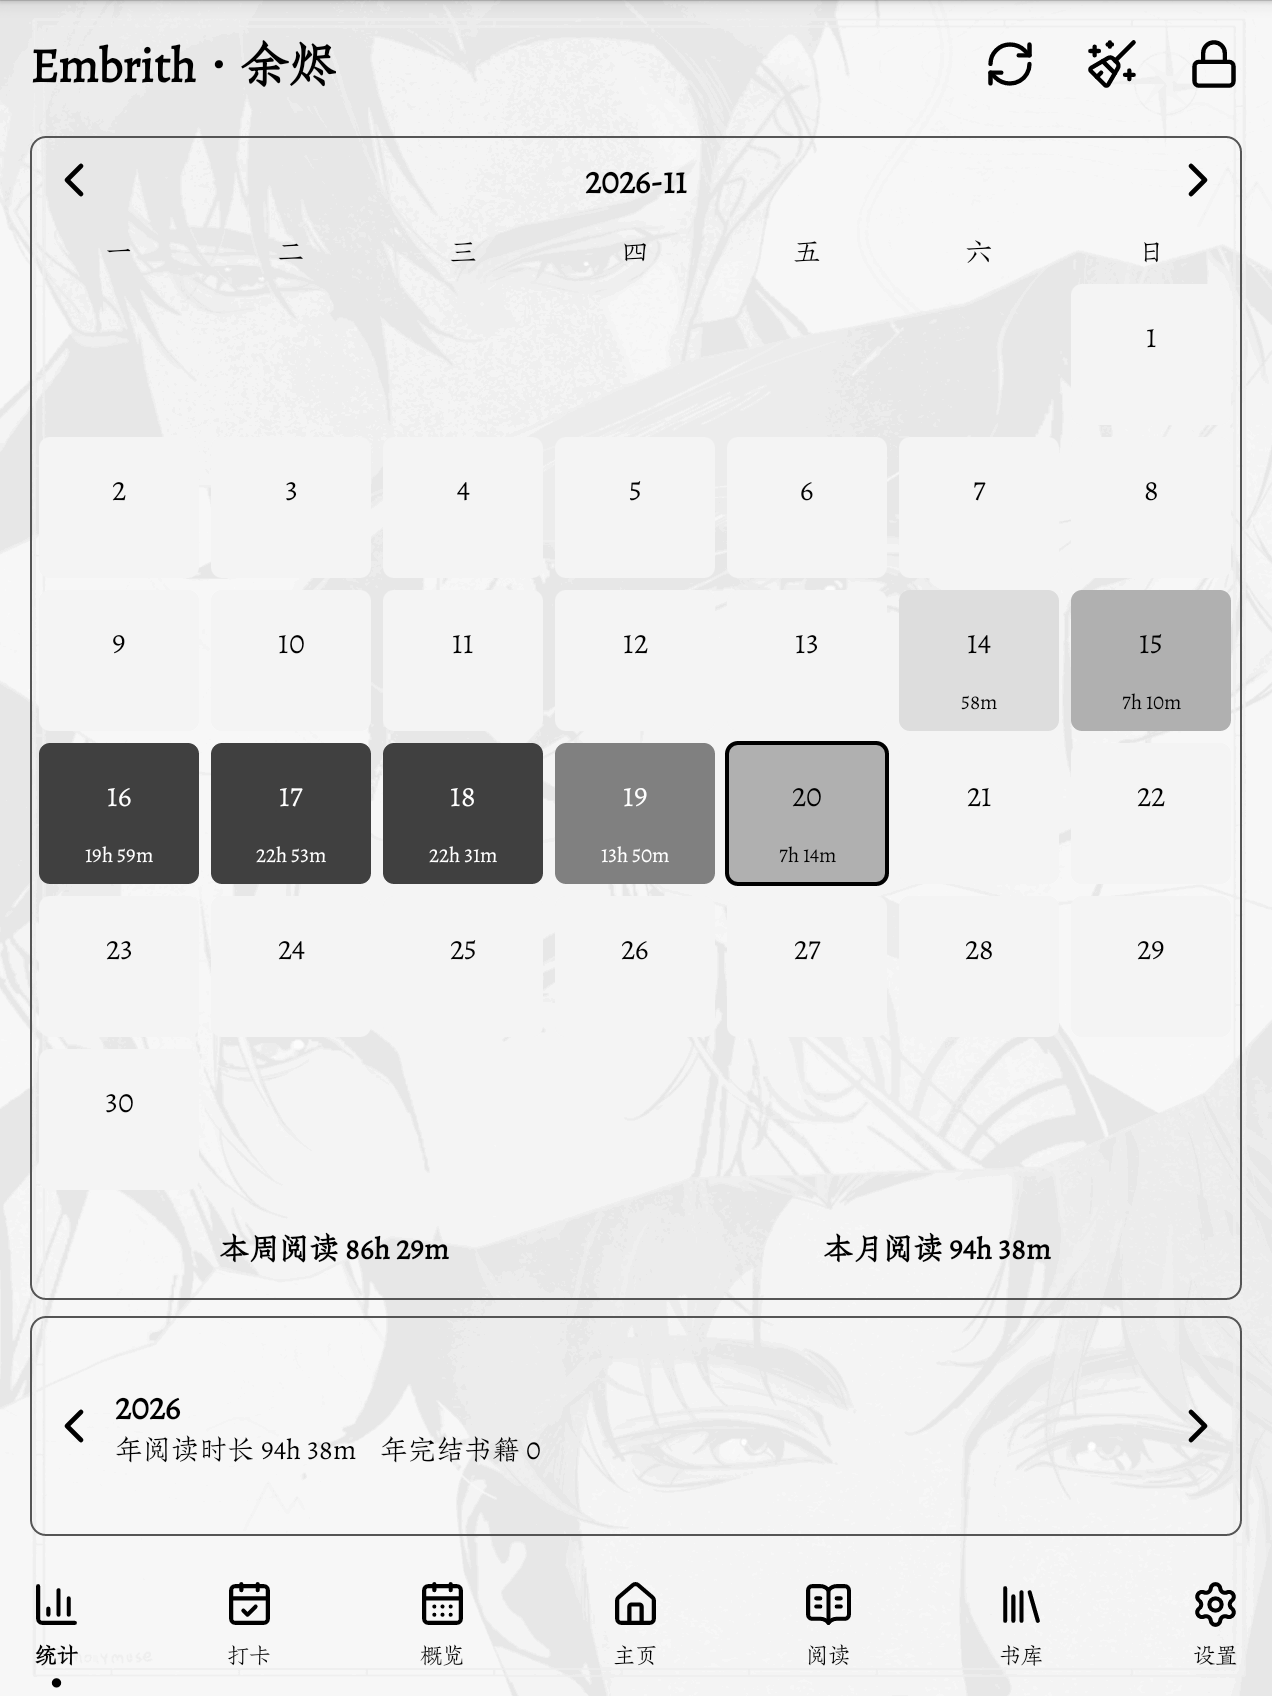 Embrith · 余烬
2026-11
一 二 三 四 五 六 日
1
2 3 4 5 6 7 8
9 10 11 12 13 14 15
58m 7h 10m
16 17 18 19 20 21 22
19h 59m 22h 53m 22h 31m 13h 50m 7h 14m
23 24 25 26 27 28 29
30
本周阅读 86h 29m 本月阅读 94h 38m
2026
年阅读时长 94h 38m 年完结书籍 0
统计 打卡 概览 主页 阅读 书库 设置